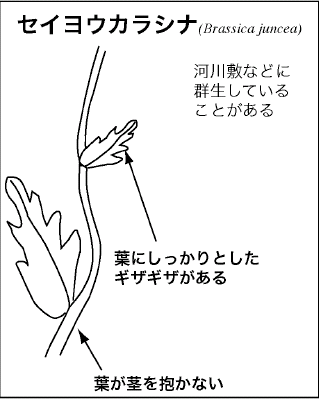 セイヨウカラシナ(Brassica juncea)
河川敷などに
群生している
ことがある
葉にしっかりとした
ギザギザがある
葉が茎を抱かない